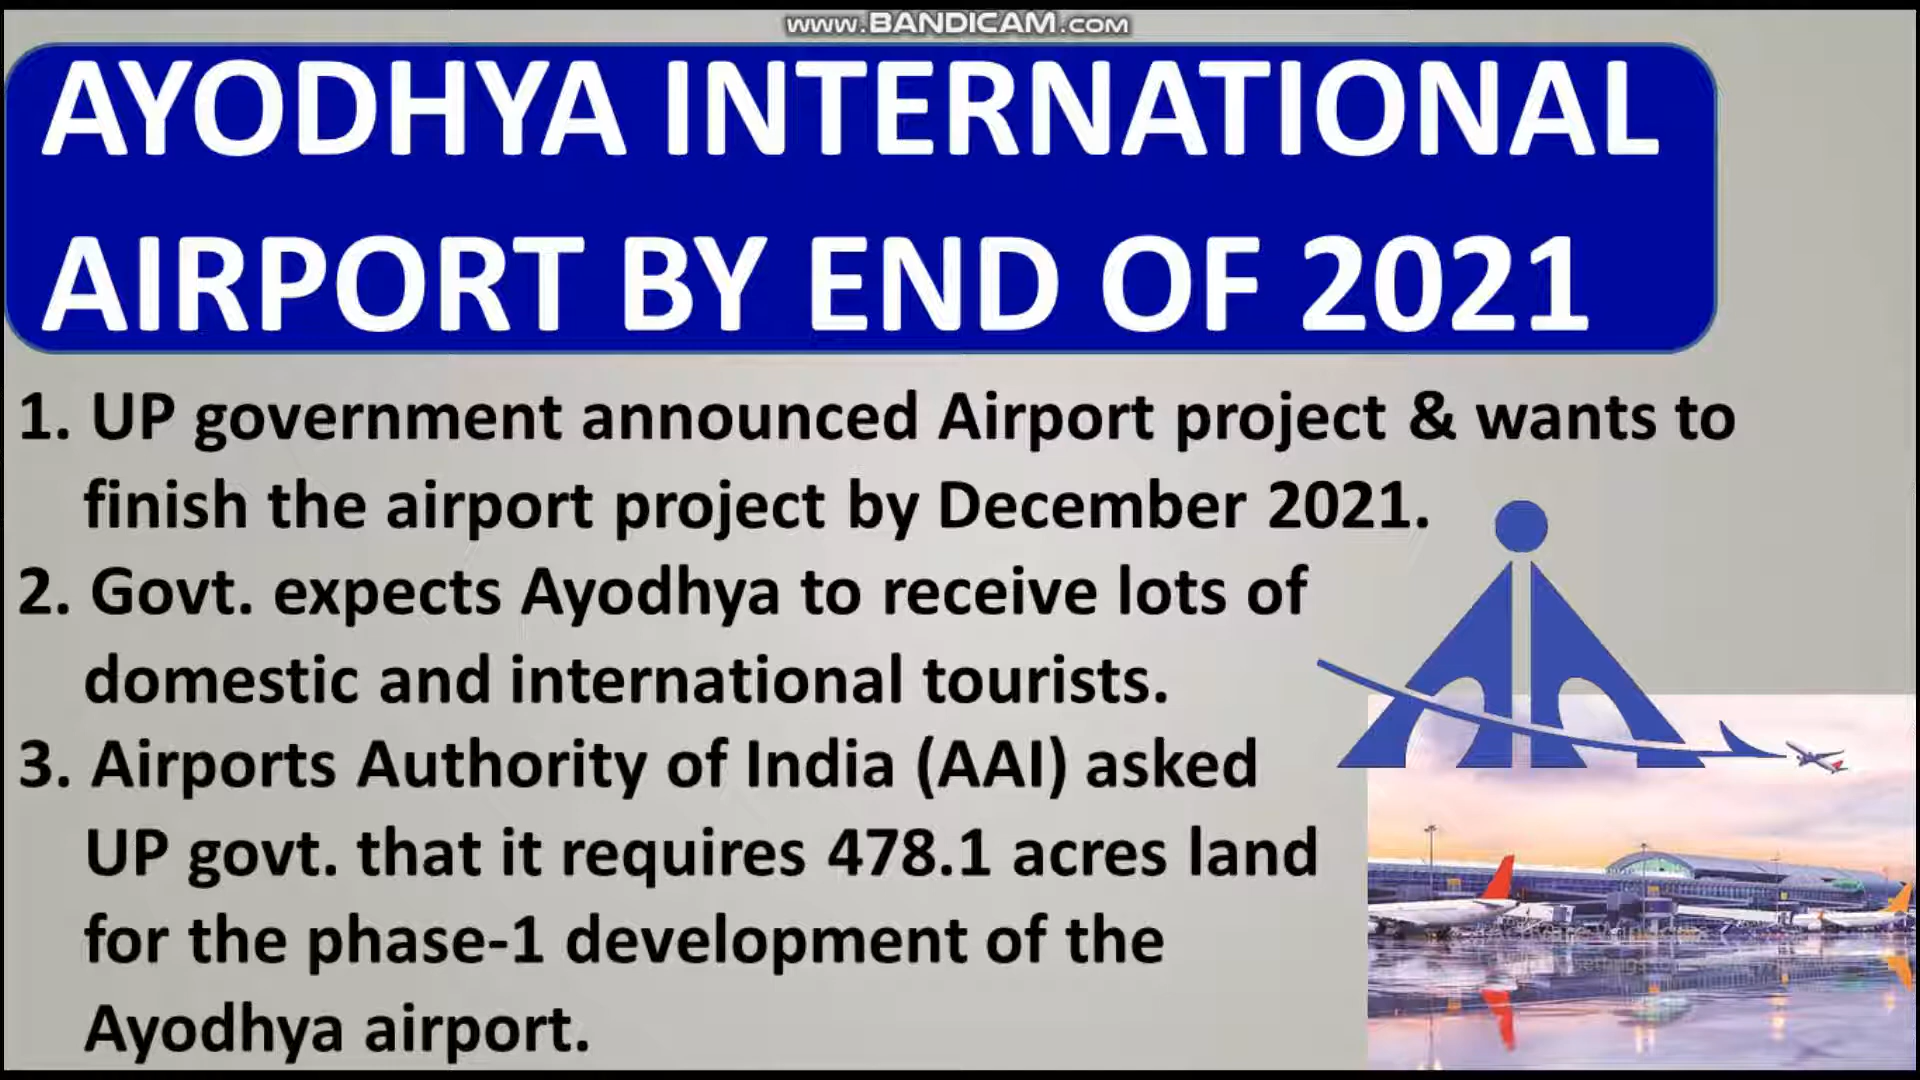 www.BANDICAM.com
AYODHYA INTERNATIONAL
AIRPORT BY END OF 2021
1. UP government announced Airport project & wants to
finish the airport project by December 2021.
2. Govt. expects Ayodhya to receive lots of
domestic and international tourists.
3. Airports Authority of India (AAI) asked
UP govt. that it requires 478.1 acres land
for the phase-1 development of the
Ayodhya airport.